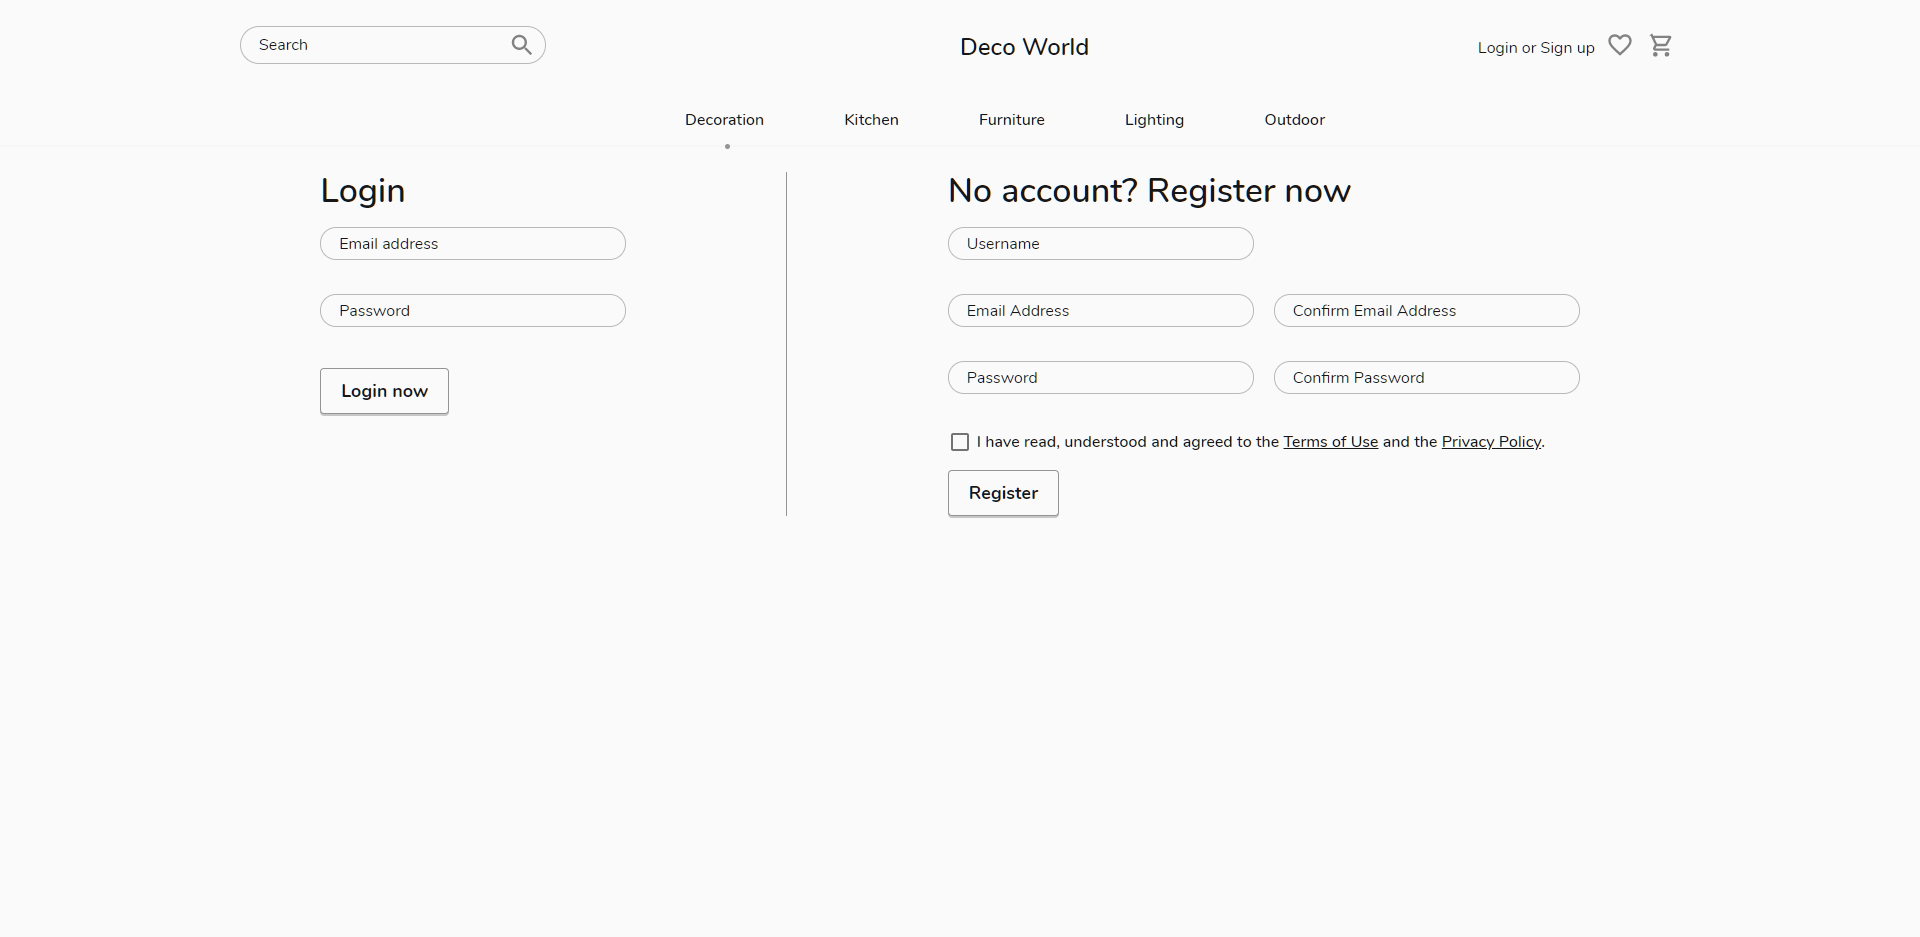 Search
Deco World
Login or Sign up
Decoration
Kitchen
Furniture
Lighting
Outdoor
Login
Email address
Password
Login now
No account? Register now
Username
Email Address
Confirm Email Address
Password
Confirm Password
I have read, understood and agreed to the Terms of Use and the Privacy Policy.
Register